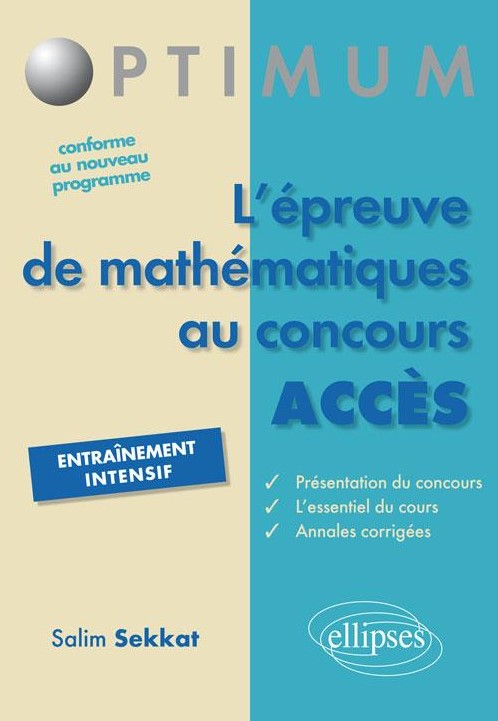 OPTIMUM
conforme
au nouveau
programme
L'épreuve
de mathématiques
au concours
ACCÈS
ENTRAÎNEMENT
INTENSIF
✓ Présentation du concours
✓ L'essentiel du cours
✓ Annales corrigées
Salim Sekkat
ellipses